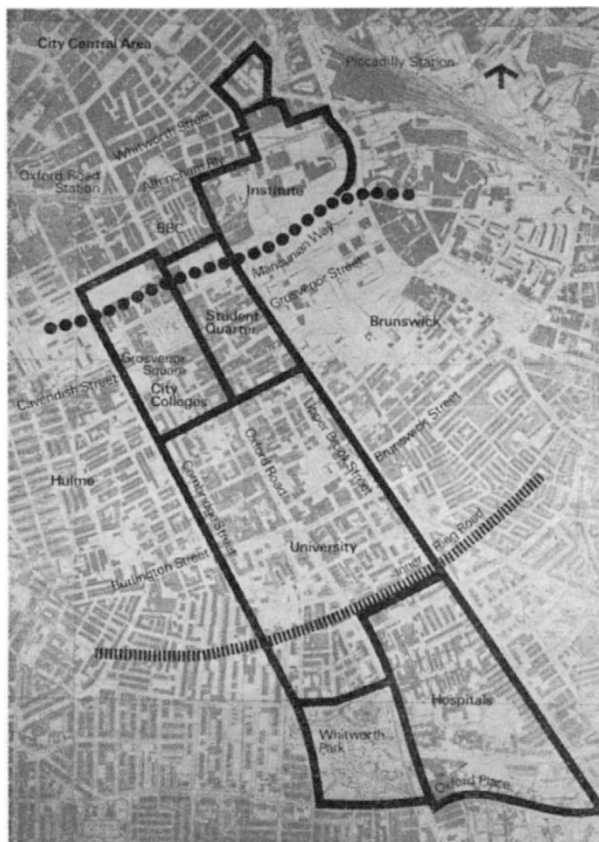 City Central Area
Piccadilly Station
Whitworth Street
Oxford Road
Station
Altrincham Rly
Institute
BBC
Mancunian Way
Grosvenor Street
Student
Quarter
Brunswick
Grosvenor
Square
Cavendish Street
City
Colleges
Upper Brook Street
Brunswick Street
Oxford Road
Hulme
Cambridge Street
University
Inner Ring Road
Burlington Street
Hospitals
Whitworth
Park
Oxford Place